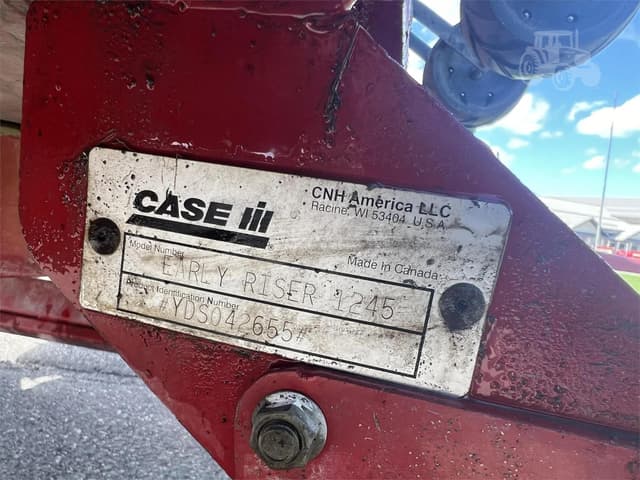 CASE IH
CNH America LLC
Racine, WI 53404 U.S.A.
Model Number
Made in Canada
EARLY RISER 1245
Product Identification Number
*YDS042655*